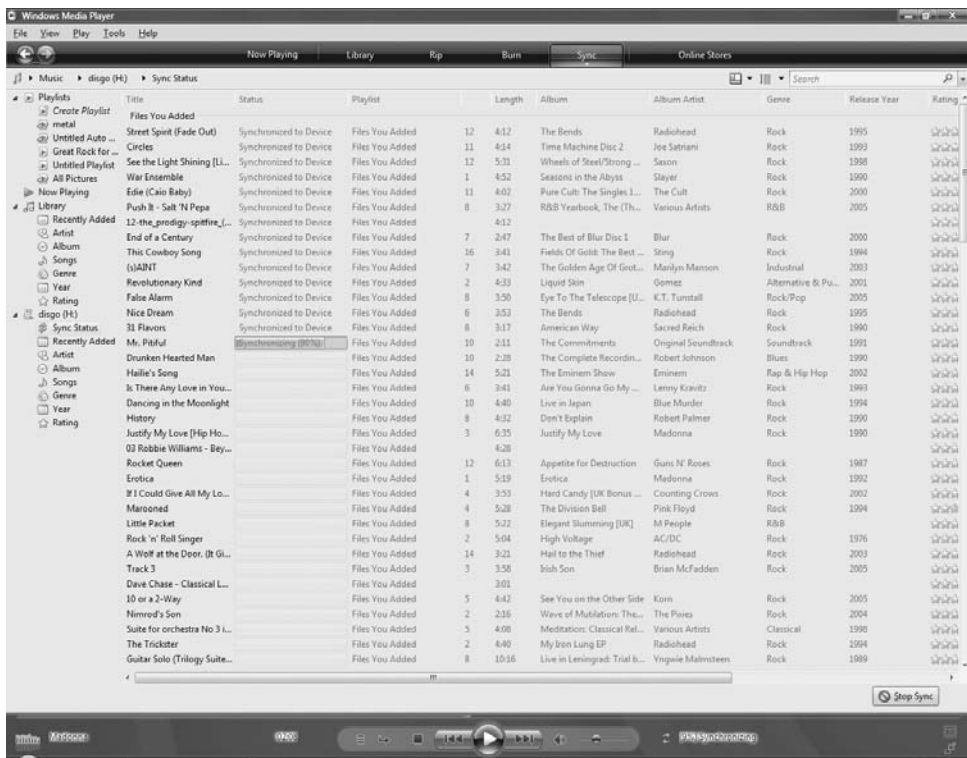 Windows Media Player
File View Play Tools Help
Now Playing Library Rip Burn Sync Online Stores
Music disgo (H:) Sync Status Search
Playlists
Create Playlist
metal
Untitled Auto ...
Great Rock for ...
Untitled Playlist
All Pictures
Now Playing
Library
Recently Added
Artist
Album
Songs
Genre
Year
Rating
disgo (H:)
Sync Status
Recently Added
Artist
Album
Songs
Genre
Year
Rating
Title Status Playlist Length Album Album Artist Genre Release Year Rating
Files You Added
Street Spirit (Fade Out) Synchronized to Device Files You Added 12 4:12 The Bends Radiohead Rock 1995
Circles Synchronized to Device Files You Added 11 4:14 Time Machine Disc 2 Joe Satriani Rock 1993
See the Light Shining [Li... Synchronized to Device Files You Added 12 5:31 Wheels of Steel/Strong ... Saxon Rock 1998
War Ensemble Synchronized to Device Files You Added 1 4:52 Seasons in the Abyss Slayer Rock 1990
Edie (Caio Baby) Synchronized to Device Files You Added 11 4:02 Pure Cult: The Singles 1... The Cult Rock 2000
Push It - Salt 'N Pepa Synchronized to Device Files You Added 8 3:27 R&B Yearbook, The (Th... Various Artists R&B 2005
12-the_prodigy-spitfire_(... Synchronized to Device Files You Added 4:12
End of a Century Synchronized to Device Files You Added 7 2:47 The Best of Blur Disc 1 Blur Rock 2000
This Cowboy Song Synchronized to Device Files You Added 16 3:41 Fields Of Gold: The Best ... Sting Rock 1994
(s)AINT Synchronized to Device Files You Added 7 3:42 The Golden Age Of Grot... Marilyn Manson Industrial 2003
Revolutionary Kind Synchronized to Device Files You Added 2 4:33 Liquid Skin Gomez Alternative & Pu... 2001
False Alarm Synchronized to Device Files You Added 8 3:50 Eye To The Telescope [U... K.T. Tunstall Rock/Pop 2005
Nice Dream Synchronized to Device Files You Added 6 3:53 The Bends Radiohead Rock 1995
31 Flavors Synchronized to Device Files You Added 8 3:17 American Way Sacred Reich Rock 1990
Mr. Pitiful Synchronizing (90%) Files You Added 10 2:11 The Commitments Original Soundtrack Soundtrack 1991
Drunken Hearted Man Files You Added 10 2:28 The Complete Recordin... Robert Johnson Blues 1990
Hailie's Song Files You Added 14 5:21 The Eminem Show Eminem Rap & Hip Hop 2002
Is There Any Love in You... Files You Added 6 3:41 Are You Gonna Go My ... Lenny Kravitz Rock 1993
Dancing in the Moonlight Files You Added 10 4:40 Live in Japan Blue Murder Rock 1994
History Files You Added 8 4:32 Don't Explain Robert Palmer Rock 1990
Justify My Love [Hip Ho... Files You Added 3 6:35 Justify My Love Madonna Rock 1990
03 Robbie Williams - Bey... Files You Added 4:28
Rocket Queen Files You Added 12 6:13 Appetite for Destruction Guns N' Roses Rock 1987
Erotica Files You Added 1 5:19 Erotica Madonna Rock 1992
If I Could Give All My Lo... Files You Added 4 3:53 Hard Candy [UK Bonus ... Counting Crows Rock 2002
Marooned Files You Added 4 5:28 The Division Bell Pink Floyd Rock 1994
Little Packet Files You Added 8 5:22 Elegant Slumming [UK] M People R&B
Rock 'n' Roll Singer Files You Added 2 5:04 High Voltage AC/DC Rock 1976
A Wolf at the Door. (It Gi... Files You Added 14 3:21 Hail to the Thief Radiohead Rock 2003
Track 3 Files You Added 3 3:58 Irish Son Brian McFadden Rock 2005
Dave Chase - Classical L... Files You Added 3:01
10 or a 2-Way Files You Added 5 4:42 See You on the Other Side Korn Rock 2005
Nimrod's Son Files You Added 2 2:16 Wave of Mutilation: The... The Pixies Rock 2004
Suite for orchestra No 3 i... Files You Added 5 4:08 Meditation: Classical Rel... Various Artists Classical 1998
The Trickster Files You Added 2 4:40 My Iron Lung EP Radiohead Rock 1994
Guitar Solo (Trilogy Suite... Files You Added 8 10:16 Live in Leningrad: Trial b... Yngwie Malmsteen Rock 1989
Stop Sync
Madonna Synchronizing